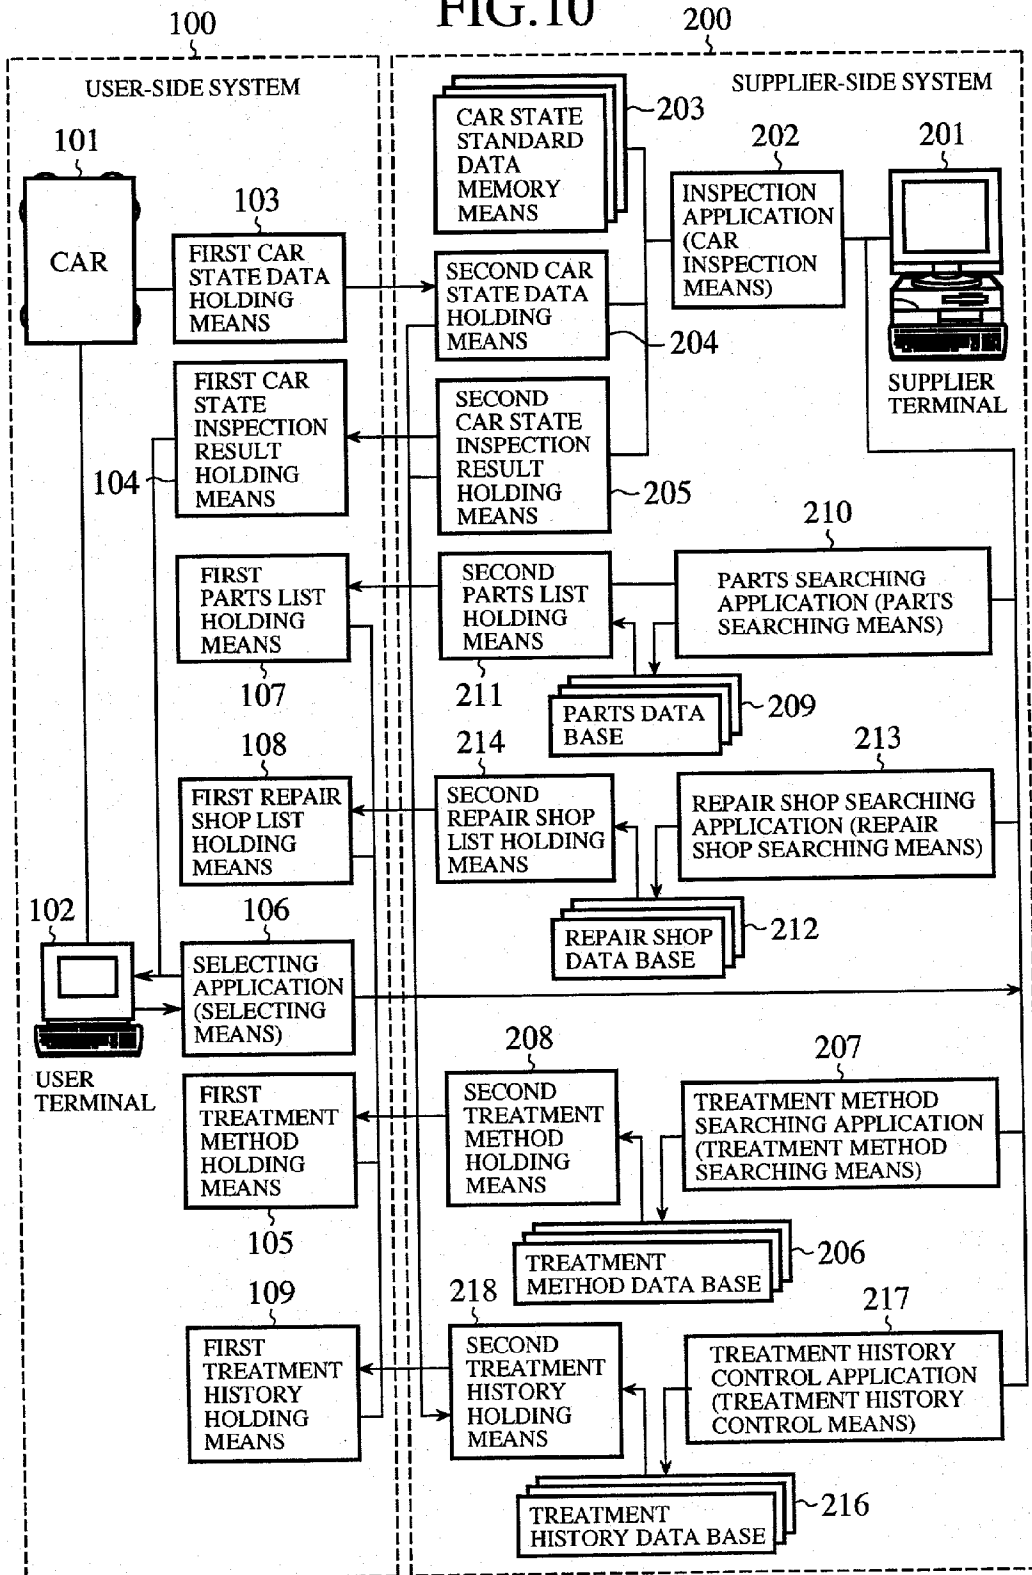 FIG.10
100
200
USER-SIDE SYSTEM
SUPPLIER-SIDE SYSTEM
101
CAR
103
FIRST CAR
STATE DATA
HOLDING
MEANS
203
CAR STATE
STANDARD
DATA
MEMORY
MEANS
202
INSPECTION
APPLICATION
(CAR
INSPECTION
MEANS)
201
SUPPLIER
TERMINAL
SECOND CAR
STATE DATA
HOLDING
MEANS
204
FIRST CAR
STATE
INSPECTION
RESULT
HOLDING
MEANS
104
SECOND
CAR STATE
INSPECTION
RESULT
HOLDING
MEANS
205
FIRST
PARTS LIST
HOLDING
MEANS
107
SECOND
PARTS LIST
HOLDING
MEANS
211
210
PARTS SEARCHING
APPLICATION (PARTS
SEARCHING MEANS)
PARTS DATA
BASE
209
108
FIRST REPAIR
SHOP LIST
HOLDING
MEANS
214
SECOND
REPAIR SHOP
LIST HOLDING
MEANS
213
REPAIR SHOP SEARCHING
APPLICATION (REPAIR
SHOP SEARCHING MEANS)
REPAIR SHOP
DATA BASE
212
102
USER
TERMINAL
106
SELECTING
APPLICATION
(SELECTING
MEANS)
FIRST
TREATMENT
METHOD
HOLDING
MEANS
105
208
SECOND
TREATMENT
METHOD
HOLDING
MEANS
207
TREATMENT METHOD
SEARCHING APPLICATION
(TREATMENT METHOD
SEARCHING MEANS)
TREATMENT
METHOD DATA BASE
206
109
FIRST
TREATMENT
HISTORY
HOLDING
MEANS
218
SECOND
TREATMENT
HISTORY
HOLDING
MEANS
217
TREATMENT HISTORY
CONTROL APPLICATION
(TREATMENT HISTORY
CONTROL MEANS)
TREATMENT
HISTORY DATA BASE
216